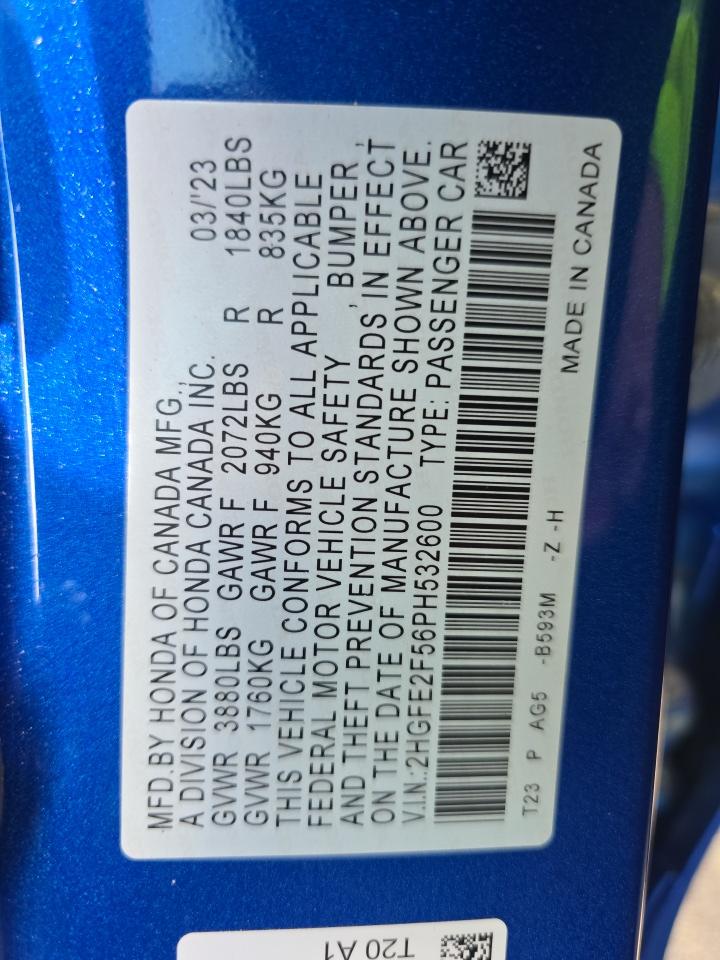 MFD.BY HONDA OF CANADA MFG.,
A DIVISION OF HONDA CANADA INC. 03/'23
GVWR 3880LBS GAWR F 2072LBS R 1840LBS
GVWR 1760KG GAWR F 940KG R 835KG
THIS VEHICLE CONFORMS TO ALL APPLICABLE
FEDERAL MOTOR VEHICLE SAFETY , BUMPER ,
AND THEFT PREVENTION STANDARDS IN EFFECT
ON THE DATE OF MANUFACTURE SHOWN ABOVE.
V.I.N.:2HGFE2F56PH532600 TYPE: PASSENGER CAR
T23 P AG5 -B593M -Z -H MADE IN CANADA
T20 A1